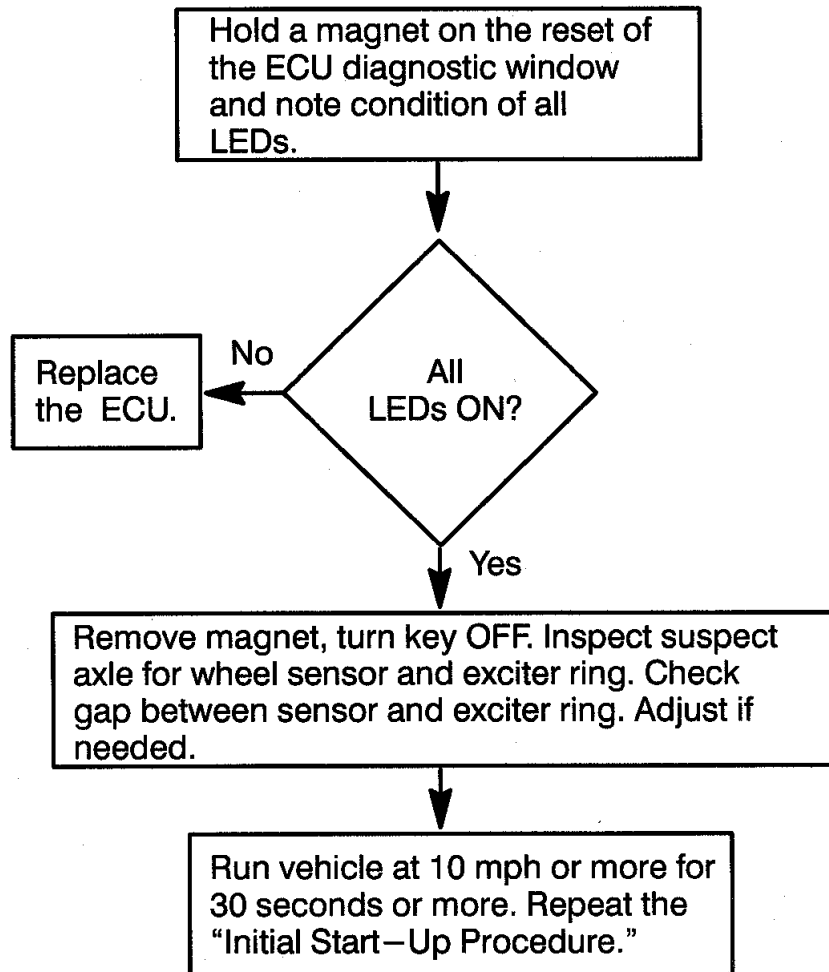 Hold a magnet on the reset of
the ECU diagnostic window
and note condition of all
LEDs.
No
Replace
the ECU.
All
LEDs ON?
Yes
Remove magnet, turn key OFF. Inspect suspect
axle for wheel sensor and exciter ring. Check
gap between sensor and exciter ring. Adjust if
needed.
Run vehicle at 10 mph or more for
30 seconds or more. Repeat the
“Initial Start–Up Procedure.”